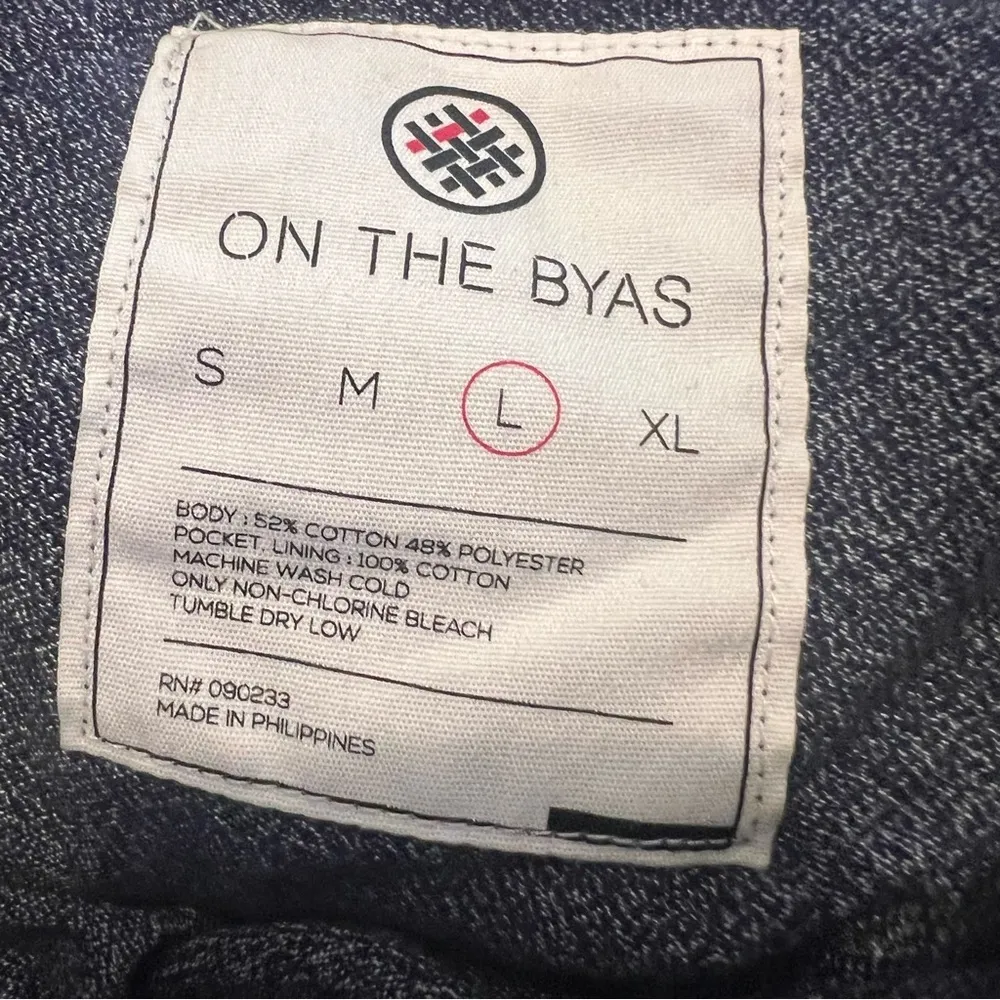 ON THE BYAS
S M L XL
BODY : 52% COTTON 48% POLYESTER
POCKET. LINING : 100% COTTON
MACHINE WASH COLD
ONLY NON-CHLORINE BLEACH
TUMBLE DRY LOW
RN# 090233
MADE IN PHILIPPINES